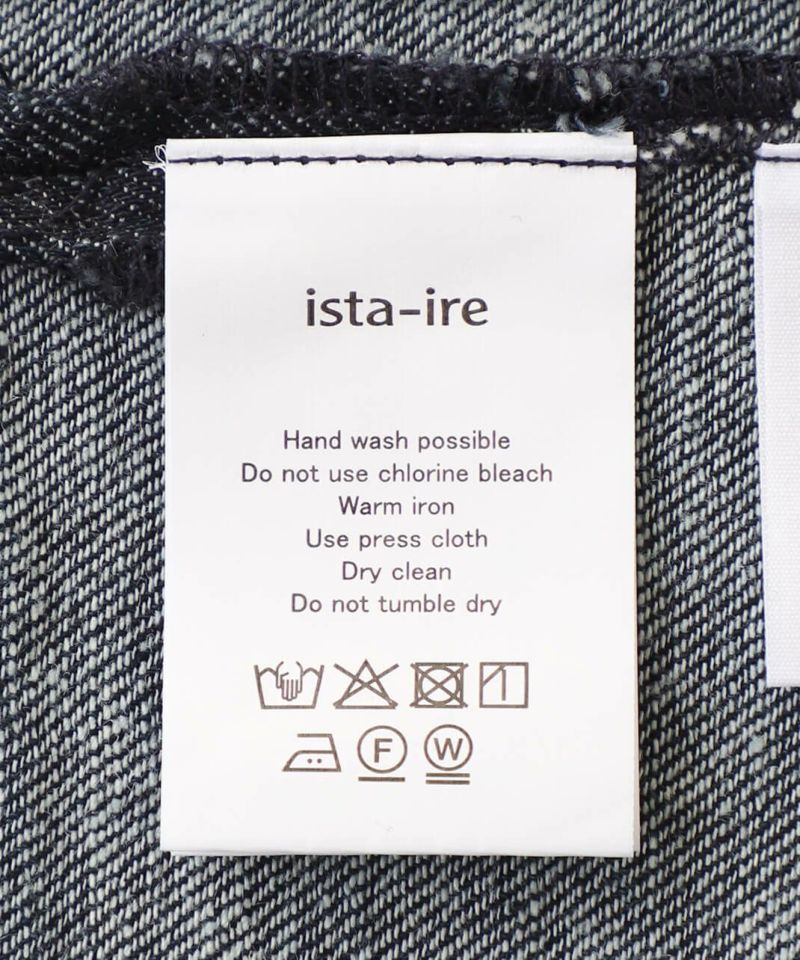 ista-ire
Hand wash possible
Do not use chlorine bleach
Warm iron
Use press cloth
Dry clean
Do not tumble dry
F W